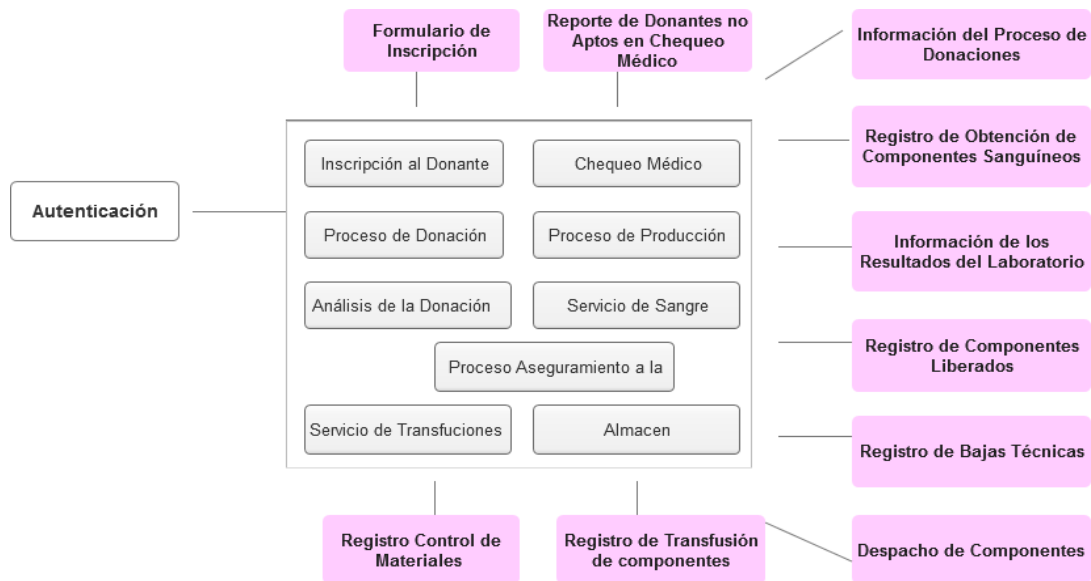 Formulario de
Inscripción
Reporte de Donantes no
Aptos en Chequeo
Médico
Información del Proceso de
Donaciones
Inscripción al Donante
Chequeo Médico
Registro de Obtención de
Componentes Sanguíneos
Autenticación
Proceso de Donación
Proceso de Producción
Información de los
Resultados del Laboratorio
Análisis de la Donación
Servicio de Sangre
Proceso Aseguramiento a la
Registro de Componentes
Liberados
Servicio de Transfuciones
Almacen
Registro de Bajas Técnicas
Registro Control de
Materiales
Registro de Transfusión
de componentes
Despacho de Componentes